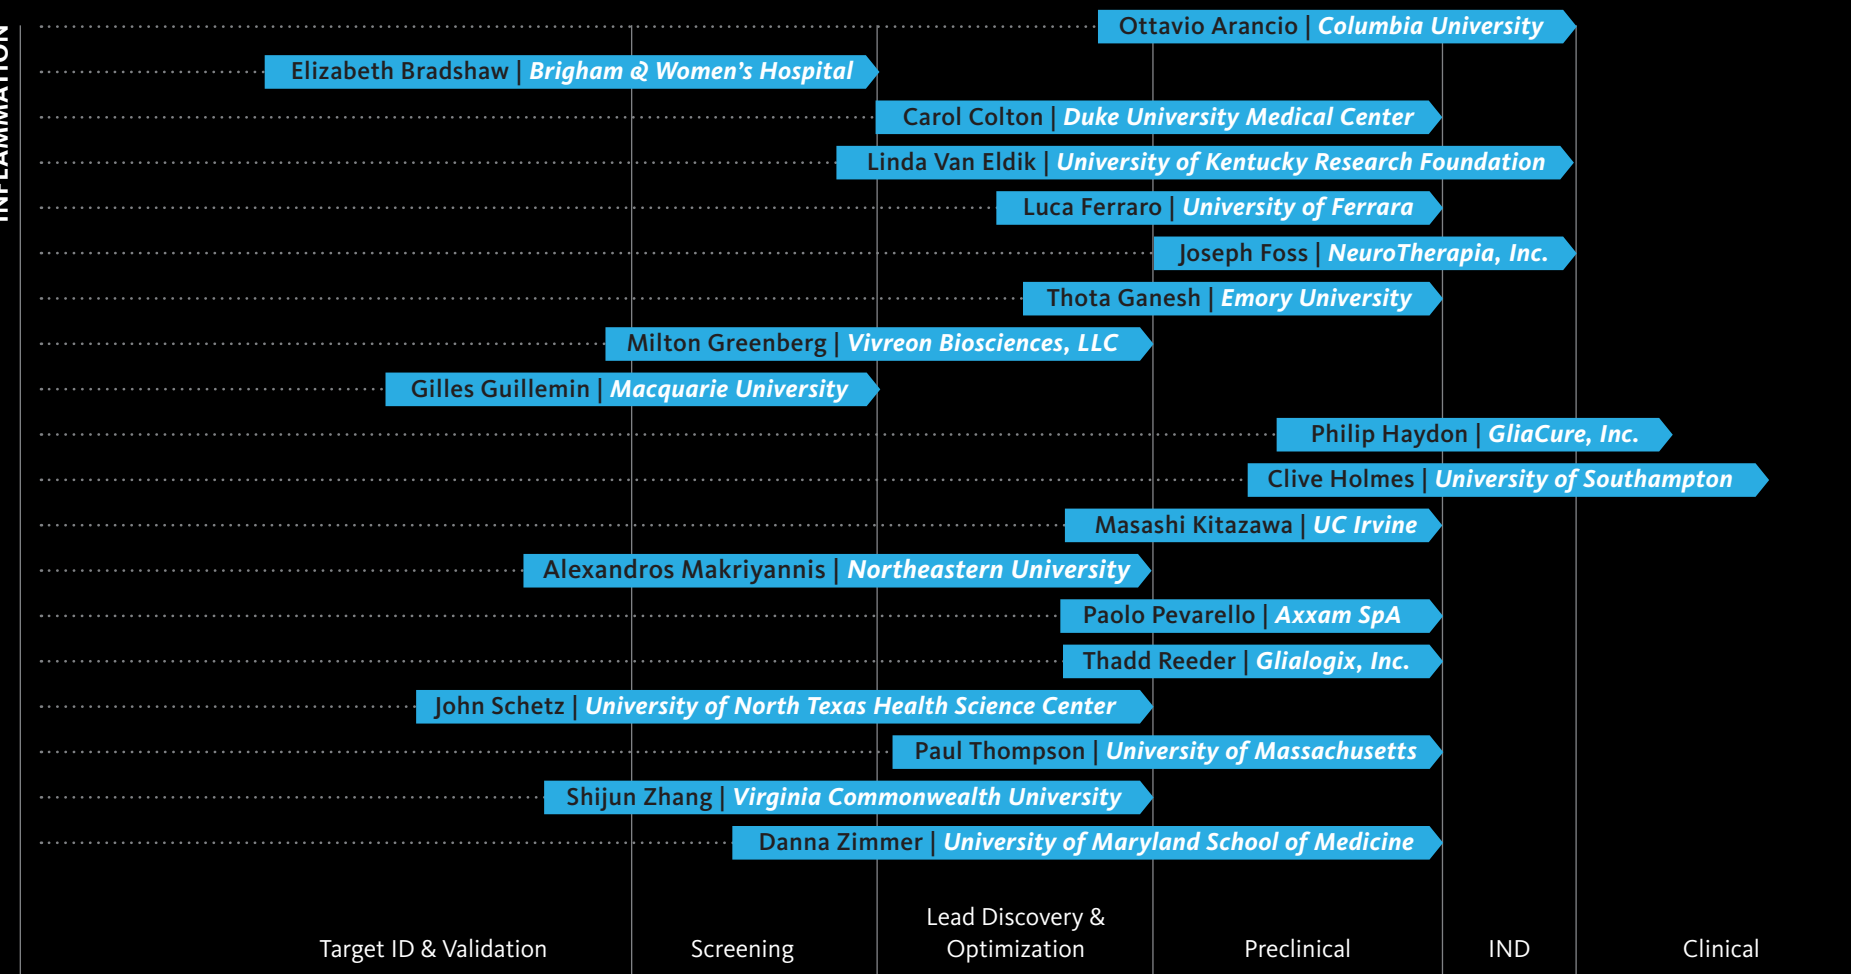 INFLAMMATION
Ottavio Arancio | Columbia University
Elizabeth Bradshaw | Brigham & Women's Hospital
Carol Colton | Duke University Medical Center
Linda Van Eldik | University of Kentucky Research Foundation
Luca Ferraro | University of Ferrara
Joseph Foss | NeuroTherapia, Inc.
Thota Ganesh | Emory University
Milton Greenberg | Vivreon Biosciences, LLC
Gilles Guillemin | Macquarie University
Philip Haydon | GliaCure, Inc.
Clive Holmes | University of Southampton
Masashi Kitazawa | UC Irvine
Alexandros Makriyannis | Northeastern University
Paolo Pevarello | Axxam SpA
Thadd Reeder | Glialogix, Inc.
John Schetz | University of North Texas Health Science Center
Paul Thompson | University of Massachusetts
Shijun Zhang | Virginia Commonwealth University
Danna Zimmer | University of Maryland School of Medicine
Target ID & Validation
Screening
Lead Discovery &
Optimization
Preclinical
IND
Clinical